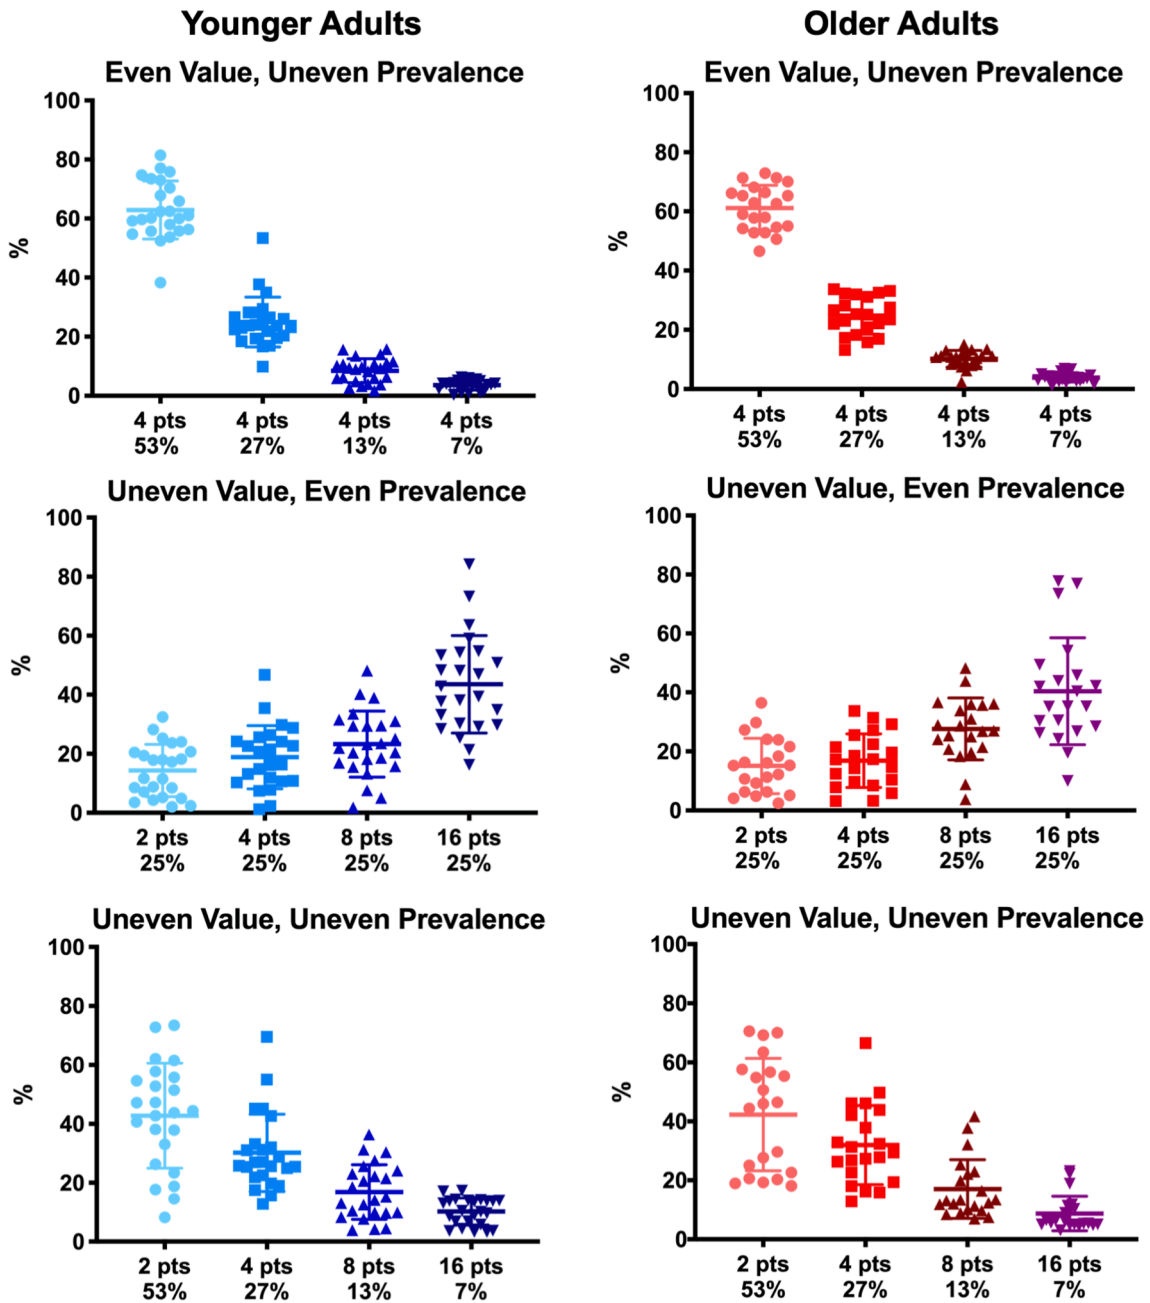 Younger Adults
Older Adults
Even Value, Uneven Prevalence
100
80
60
40
20
0
%
4 pts 4 pts 4 pts 4 pts
53% 27% 13% 7%
Even Value, Uneven Prevalence
100
80
60
40
20
0
%
4 pts 4 pts 4 pts 4 pts
53% 27% 13% 7%
Uneven Value, Even Prevalence
100
80
60
40
20
0
%
2 pts 4 pts 8 pts 16 pts
25% 25% 25% 25%
Uneven Value, Even Prevalence
100
80
60
40
20
0
%
2 pts 4 pts 8 pts 16 pts
25% 25% 25% 25%
Uneven Value, Uneven Prevalence
100
80
60
40
20
0
%
2 pts 4 pts 8 pts 16 pts
53% 27% 13% 7%
Uneven Value, Uneven Prevalence
100
80
60
40
20
0
%
2 pts 4 pts 8 pts 16 pts
53% 27% 13% 7%